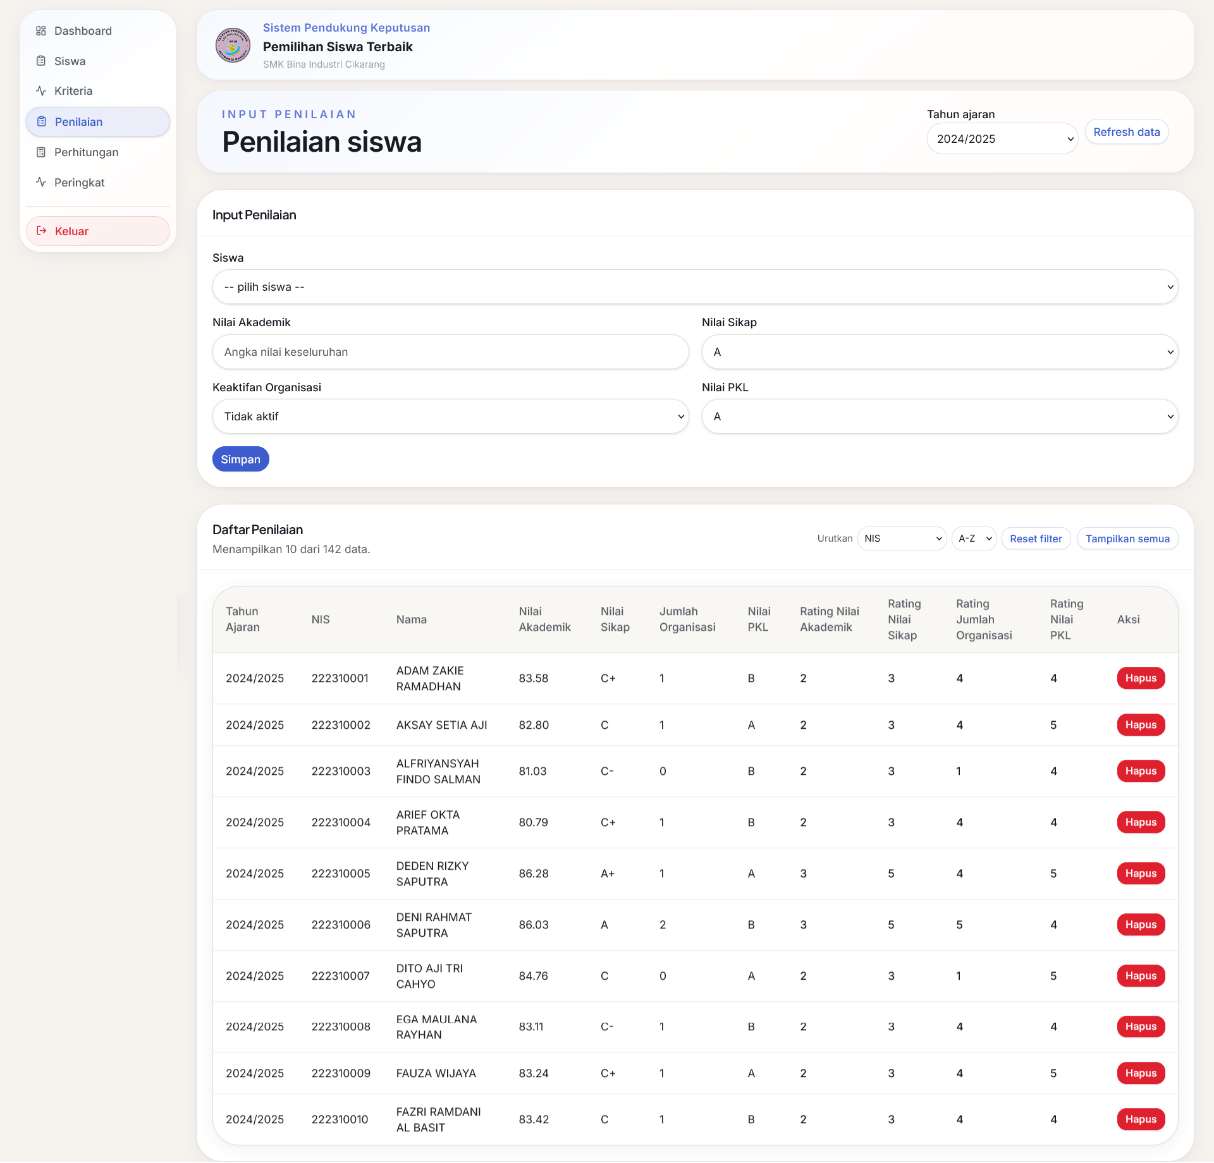 Dashboard
Siswa
Kriteria
Penilaian
Perhitungan
Peringkat
Keluar
Sistem Pendukung Keputusan
Pemilihan Siswa Terbaik
SMK Bina Industri Cikarang
INPUT PENILAIAN
Penilaian siswa
Tahun ajaran
2024/2025
Refresh data
Input Penilaian
Siswa
-- pilih siswa --
Nilai Akademik
Nilai Sikap
Angka nilai keseluruhan
A
Keaktifan Organisasi
Nilai PKL
Tidak aktif
A
Simpan
Daftar Penilaian
Menampilkan 10 dari 142 data.
Urutkan NIS A-Z Reset filter Tampilkan semua
Tahun Ajaran NIS Nama Nilai Akademik Nilai Sikap Jumlah Organisasi Nilai PKL Rating Nilai Akademik Rating Nilai Sikap Rating Jumlah Organisasi Rating Nilai PKL Aksi
2024/2025 222310001 ADAM ZAKIE RAMADHAN 83.58 C+ 1 B 2 3 4 4 Hapus
2024/2025 222310002 AKSAY SETIA AJI 82.80 C 1 A 2 3 4 5 Hapus
2024/2025 222310003 ALFRIYANSYAH FINDO SALMAN 81.03 C- 0 B 2 3 1 4 Hapus
2024/2025 222310004 ARIEF OKTA PRATAMA 80.79 C+ 1 B 2 3 4 4 Hapus
2024/2025 222310005 DEDEN RIZKY SAPUTRA 86.28 A+ 1 A 3 5 4 5 Hapus
2024/2025 222310006 DENI RAHMAT SAPUTRA 86.03 A 2 B 3 5 5 4 Hapus
2024/2025 222310007 DITO AJI TRI CAHYO 84.76 C 0 A 2 3 1 5 Hapus
2024/2025 222310008 EGA MAULANA RAYHAN 83.11 C- 1 B 2 3 4 4 Hapus
2024/2025 222310009 FAUZA WIJAYA 83.24 C+ 1 A 2 3 4 5 Hapus
2024/2025 222310010 FAZRI RAMDANI AL BASIT 83.42 C 1 B 2 3 4 4 Hapus